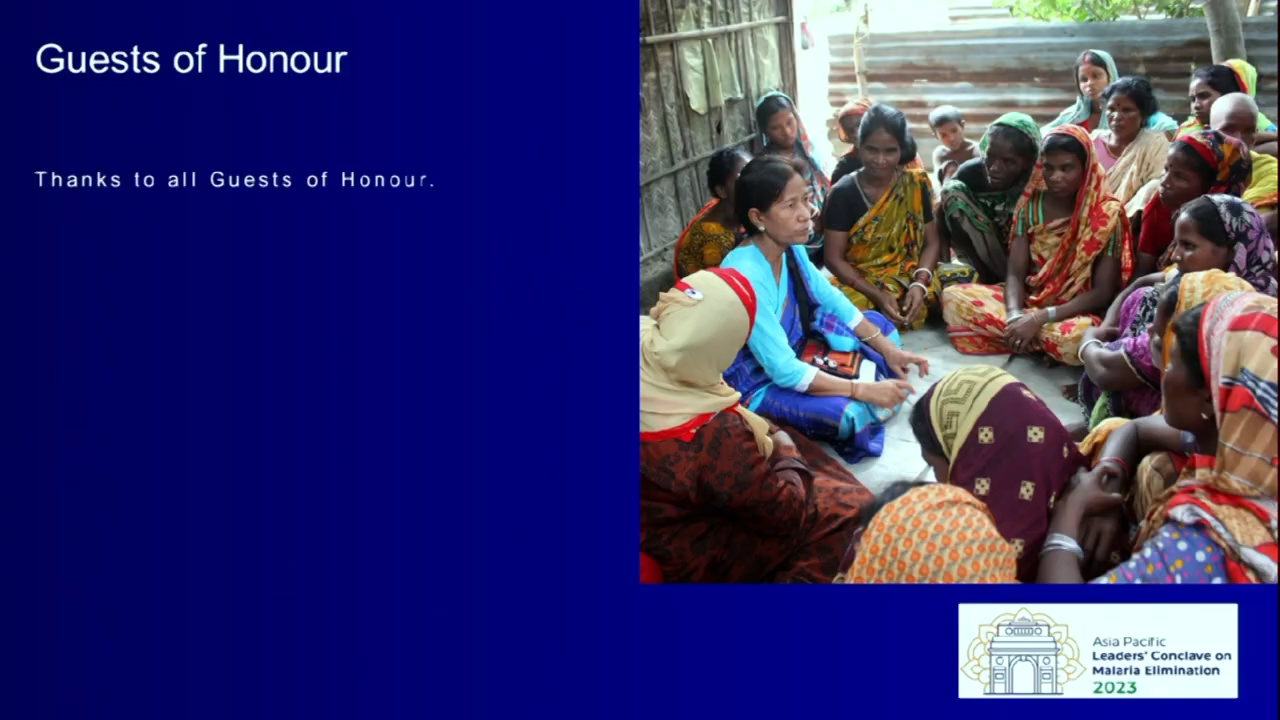 Guests of Honour
Thanks to all Guests of Honour.
Asia Pacific
Leaders' Conclave on
Malaria Elimination
2023